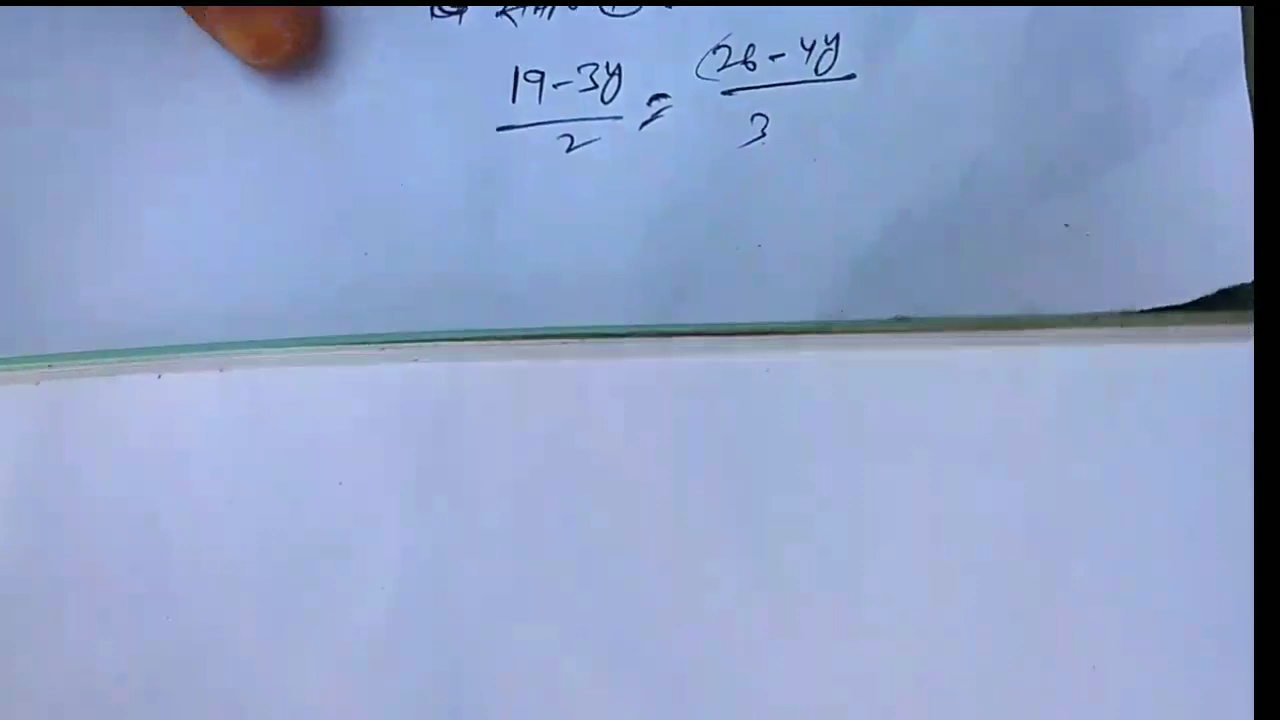 19-3y / 2 = (26-4y / 3